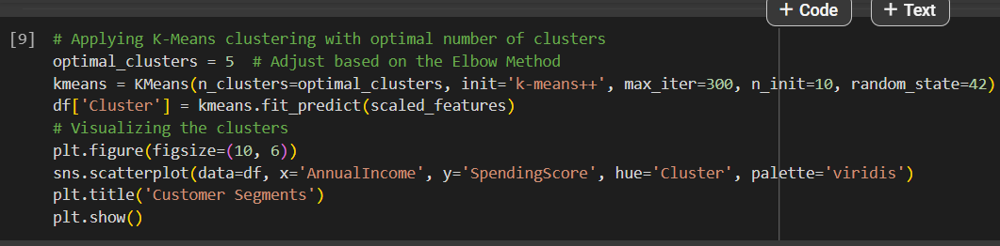 + Code + Text
[9] # Applying K-Means clustering with optimal number of clusters
optimal_clusters = 5  # Adjust based on the Elbow Method
kmeans = KMeans(n_clusters=optimal_clusters, init='k-means++', max_iter=300, n_init=10, random_state=42)
df['Cluster'] = kmeans.fit_predict(scaled_features)
# Visualizing the clusters
plt.figure(figsize=(10, 6))
sns.scatterplot(data=df, x='AnnualIncome', y='SpendingScore', hue='Cluster', palette='viridis')
plt.title('Customer Segments')
plt.show()